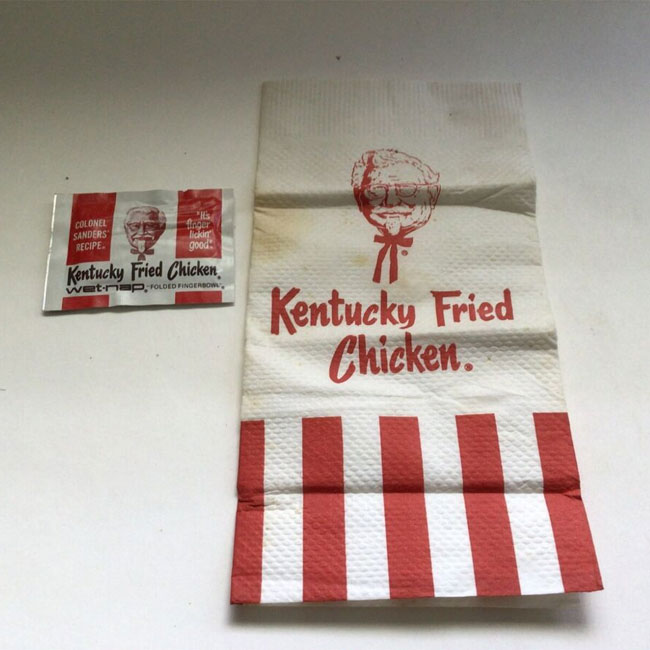 COLONEL
SANDERS'
RECIPE.
"It's
finger
lickin'
good".
Kentucky Fried Chicken®
wet-nap® "FOLDED FINGERBOWL"®
Kentucky Fried
Chicken®